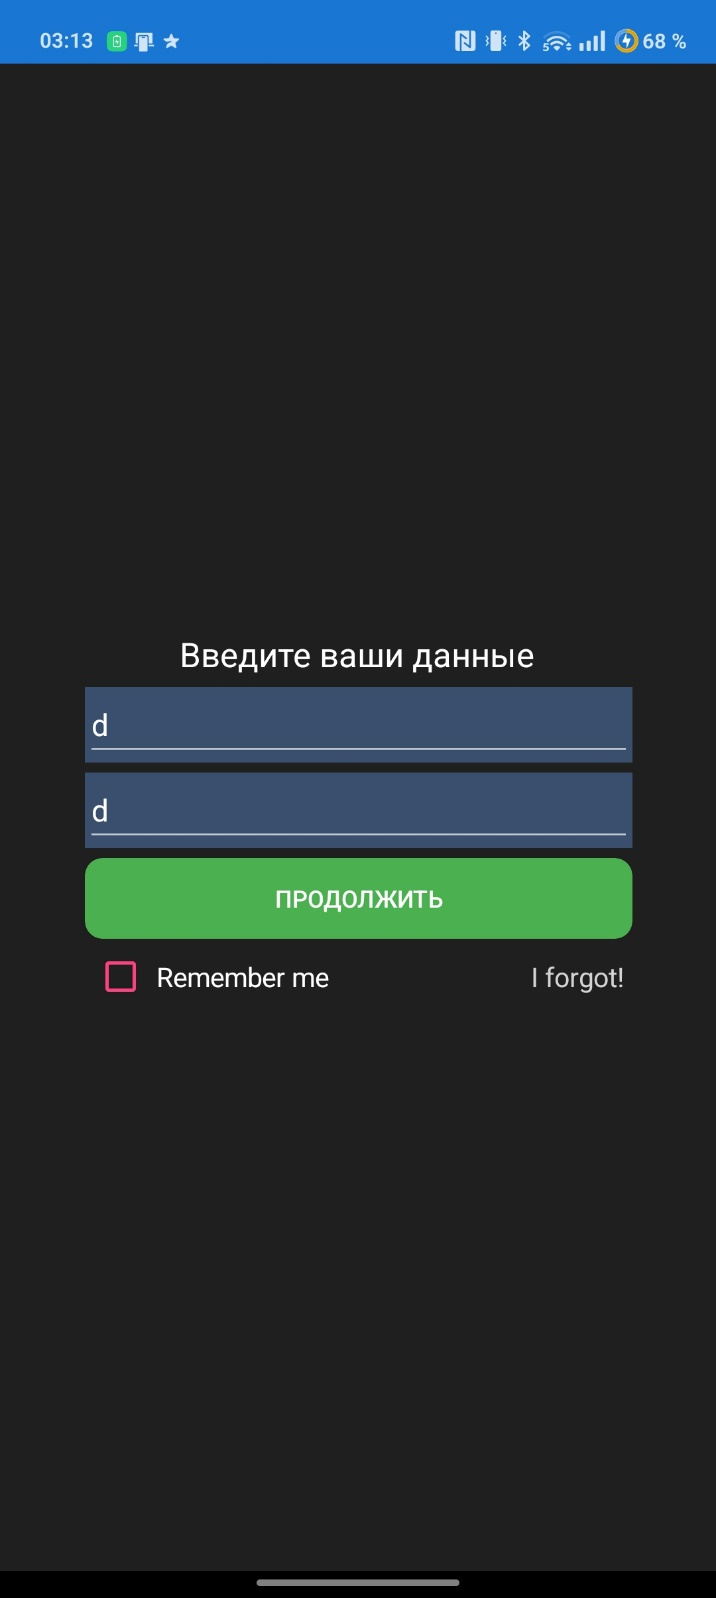 03:13 68 %
Введите ваши данные
d
d
ПРОДОЛЖИТЬ
Remember me I forgot!